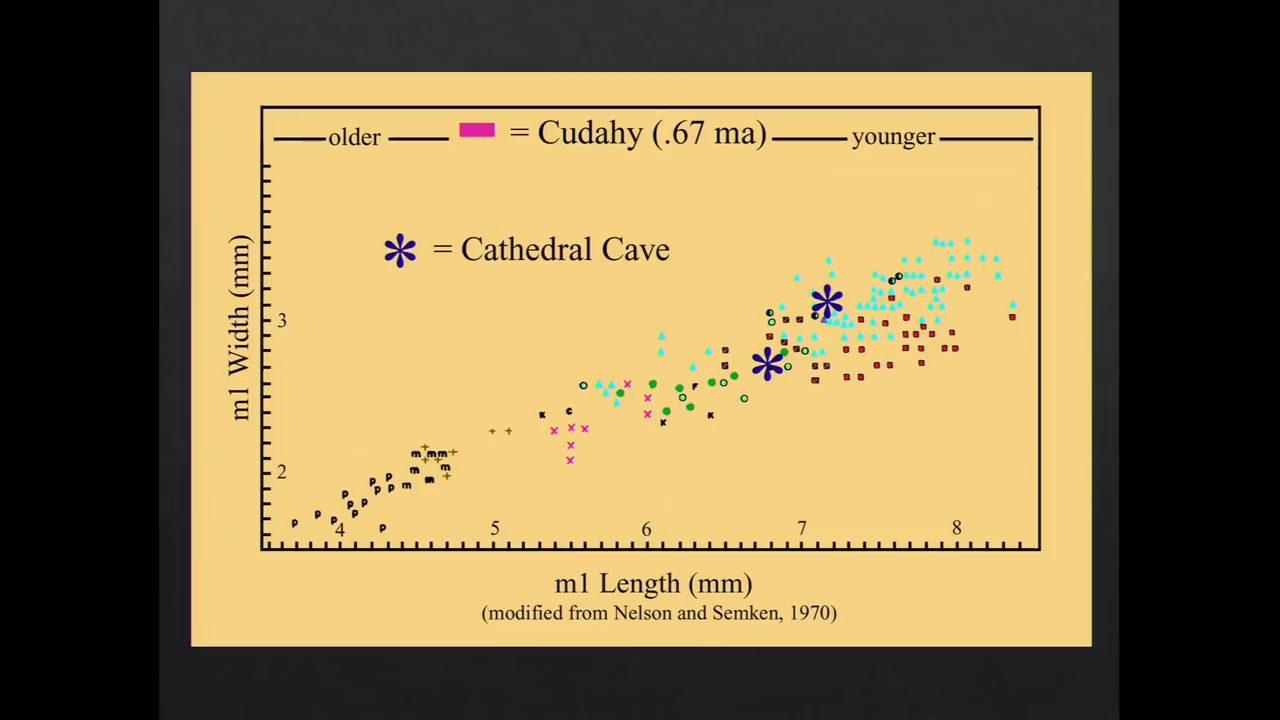 older = Cudahy (.67 ma) younger
= Cathedral Cave
m1 Width (mm)
3
2
4 5 6 7 8
m1 Length (mm)
(modified from Nelson and Semken, 1970)